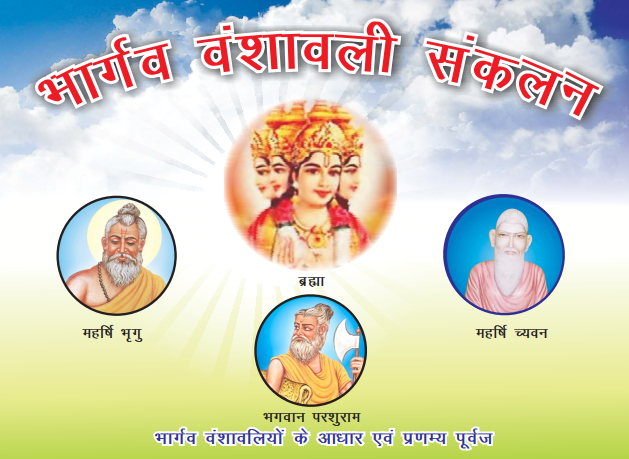 भार्गव वंशावली संकलन
ब्रह्मा
महर्षि भृगु
महर्षि च्यवन
भगवान परशुराम
भार्गव वंशावलियों के आधार एवं प्रणम्य पूर्वज